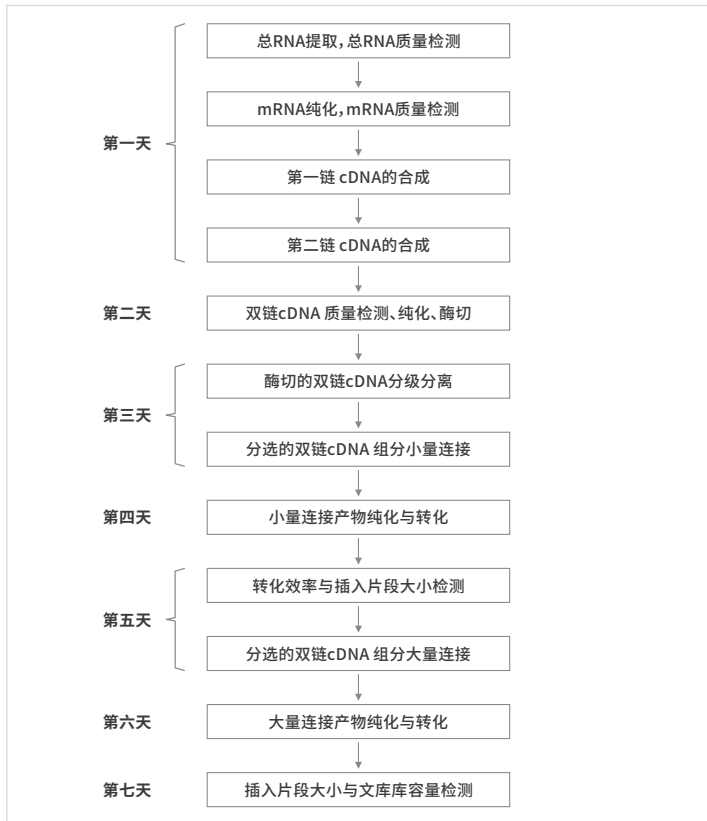 总RNA提取，总RNA质量检测
mRNA纯化，mRNA质量检测
第一天
第一链 cDNA的合成
第二链 cDNA的合成
第二天
双链cDNA 质量检测、纯化、酶切
酶切的双链cDNA分级分离
第三天
分选的双链cDNA 组分小量连接
第四天
小量连接产物纯化与转化
转化效率与插入片段大小检测
第五天
分选的双链cDNA 组分大量连接
第六天
大量连接产物纯化与转化
第七天
插入片段大小与文库库容量检测